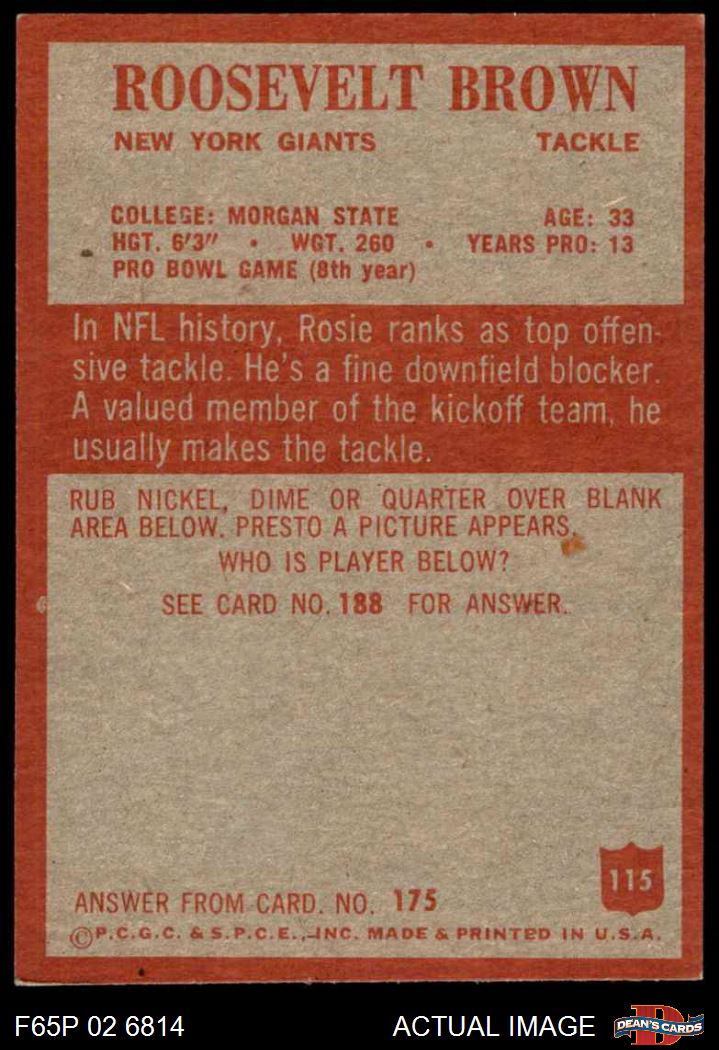 ROOSEVELT BROWN
NEW YORK GIANTS TACKLE
COLLEGE: MORGAN STATE AGE: 33
HGT. 6'3" • WGT. 260 • YEARS PRO: 13
PRO BOWL GAME (8th year)
In NFL history, Rosie ranks as top offen-
sive tackle. He's a fine downfield blocker.
A valued member of the kickoff team, he
usually makes the tackle.
RUB NICKEL, DIME OR QUARTER OVER BLANK
AREA BELOW. PRESTO A PICTURE APPEARS.
WHO IS PLAYER BELOW?
SEE CARD NO. 188 FOR ANSWER.
115
ANSWER FROM CARD. NO. 175
©P.C.G.C. & S.P.C.E., INC. MADE & PRINTED IN U.S.A.
F65P 02 6814 ACTUAL IMAGE D DEAN'S CARDS